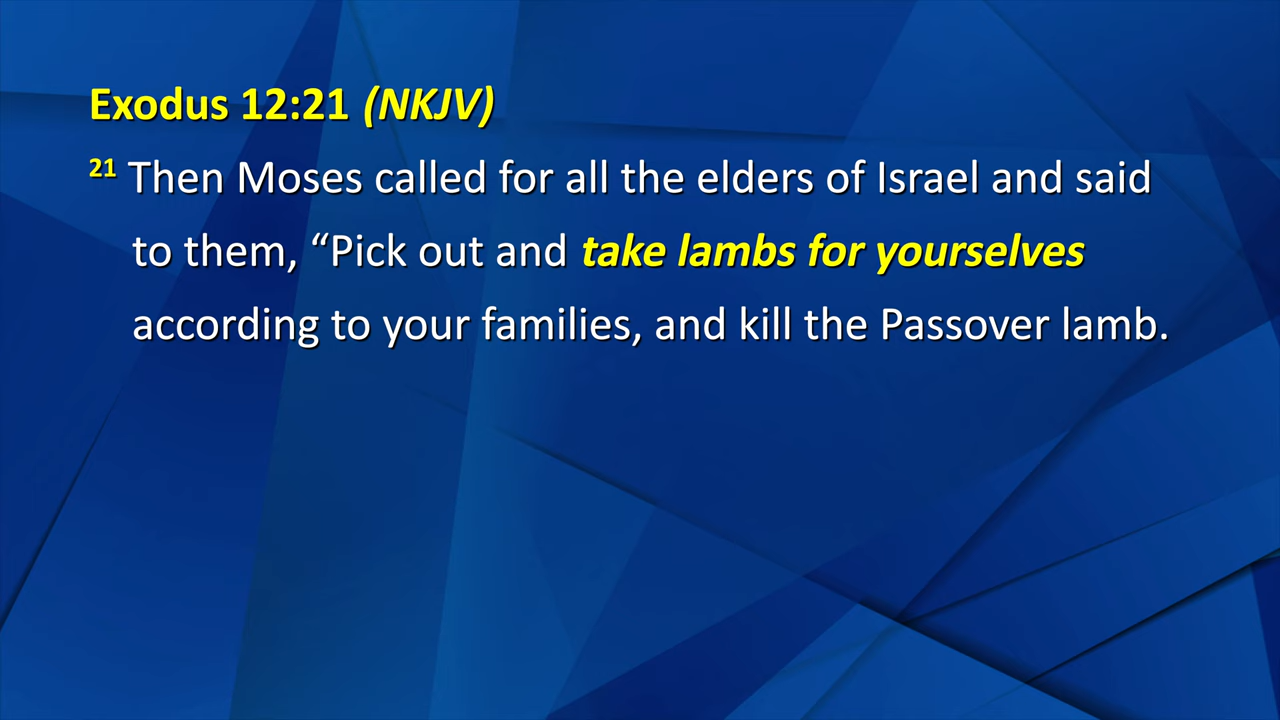 Exodus 12:21 (NKJV)
21 Then Moses called for all the elders of Israel and said
to them, “Pick out and take lambs for yourselves
according to your families, and kill the Passover lamb.